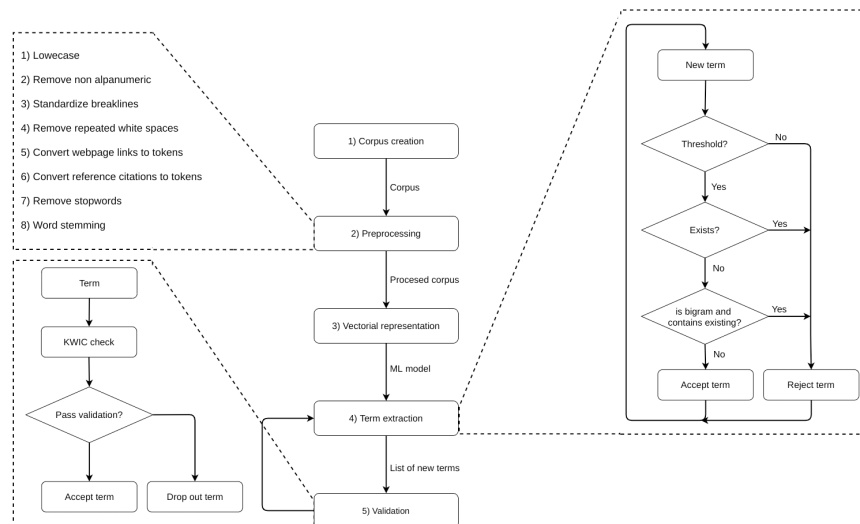 1) Lowecase
2) Remove non alpanumeric
3) Standardize breaklines
4) Remove repeated white spaces
5) Convert webpage links to tokens
6) Convert reference citations to tokens
7) Remove stopwords
8) Word stemming
Term
KWIC check
Pass validation?
Accept term
Drop out term
1) Corpus creation
Corpus
2) Preprocessing
Procesed corpus
3) Vectorial representation
ML model
4) Term extraction
List of new terms
5) Validation
New term
Threshold?
No
Yes
Exists?
Yes
No
is bigram and
contains existing?
Yes
No
Accept term
Reject term